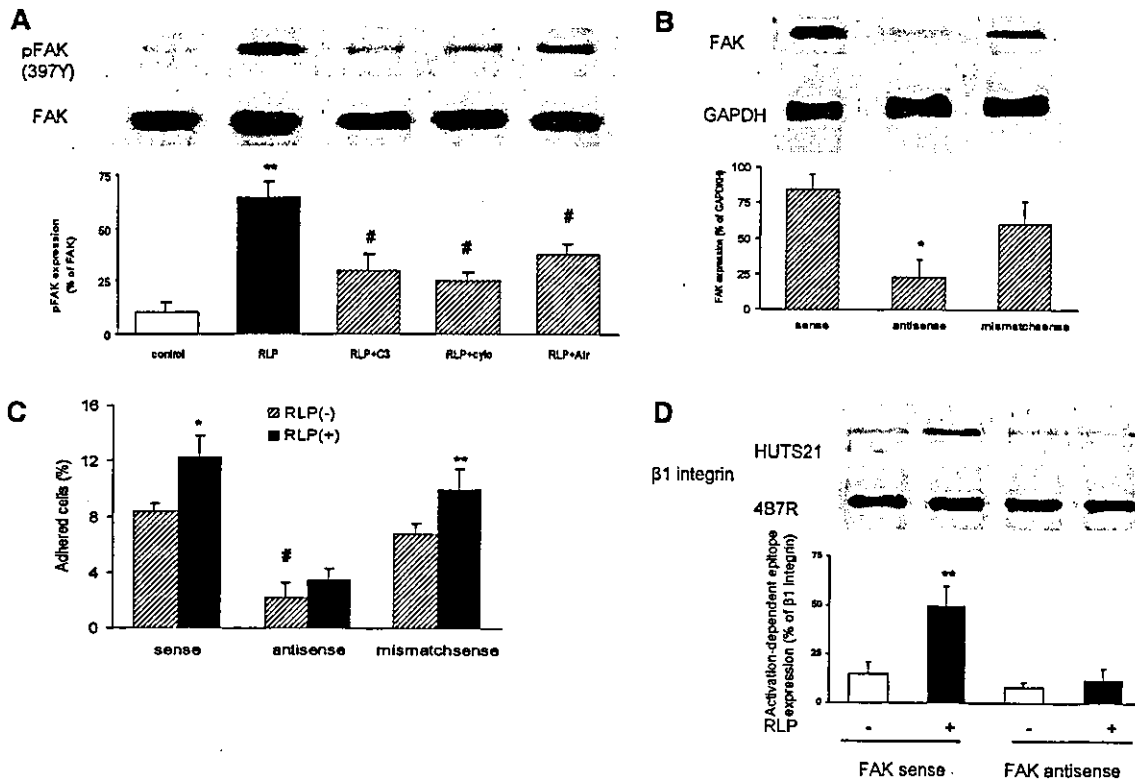 A
pFAK
(397Y)
FAK
**
#
#
#
75
50
25
0
pFAK expression
(% of FAK)
control
RLP
RLP+C3
RLP+cyto
RLP+Atr
B
FAK
GAPDH
100
75
50
25
0
FAK expression (% of GAPDKH)
*
sense
antisense
mismatchsense
C
16
12
8
4
0
Adhered cells (%)
RLP(-)
RLP(+)
*
#
**
sense
antisense
mismatchsense
D
β1 integrin
HUTS21
4B7R
75
50
25
0
Activation-dependent epitope
expression (% of β1 Integrin)
**
RLP
-
+
-
+
FAK sense
FAK antisense